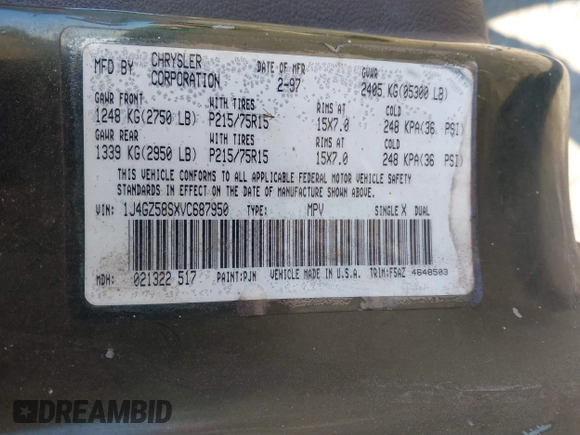 MFD BY CHRYSLER CORPORATION DATE OF MFR 2-97 GVWR 2405 KG(05300 LB)
GAWR FRONT WITH TIRES RIMS AT COLD
1248 KG(2750 LB) P215/75R15 15X7.0 248 KPA(36 PSI)
GAWR REAR WITH TIRES RIMS AT COLD
1339 KG(2950 LB) P215/75R15 15X7.0 248 KPA(36 PSI)
THIS VEHICLE CONFORMS TO ALL APPLICABLE FEDERAL MOTOR VEHICLE SAFETY
STANDARDS IN EFFECT ON THE DATE OF MANUFACTURE SHOWN ABOVE.
VIN: 1J4GZ58SXVC687950 TYPE: MPV SINGLE X DUAL
MDH: 021322 517 PAINT:PJN VEHICLE MADE IN U.S.A. TRIM:F5AZ 4648503
DREAMBID